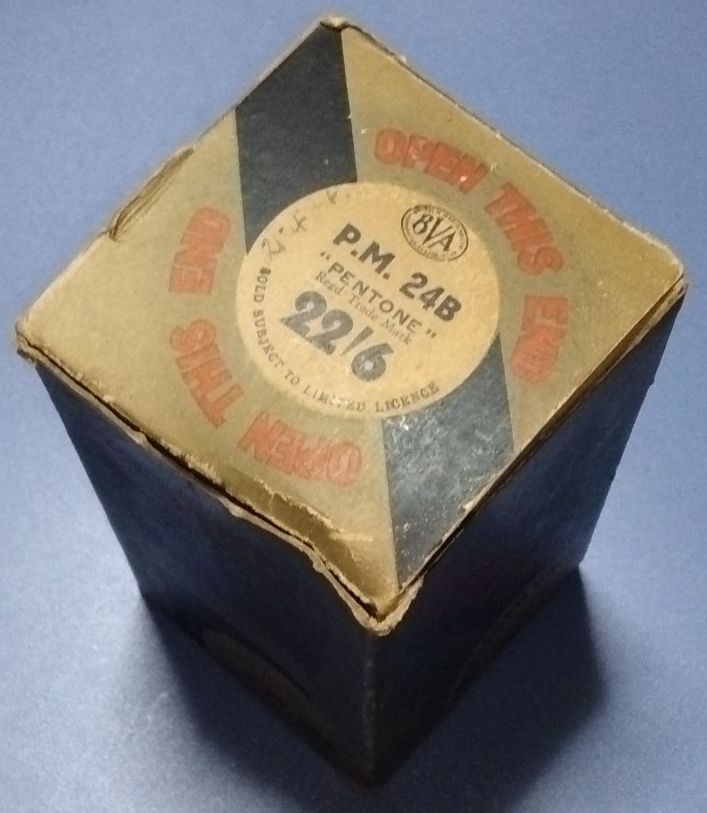 OPEN THIS END
BVA
P.M. 24B
"PENTONE"
Regd. Trade Mark
22/6
SOLD SUBJECT TO LIMITED LICENCE
OPEN THIS END